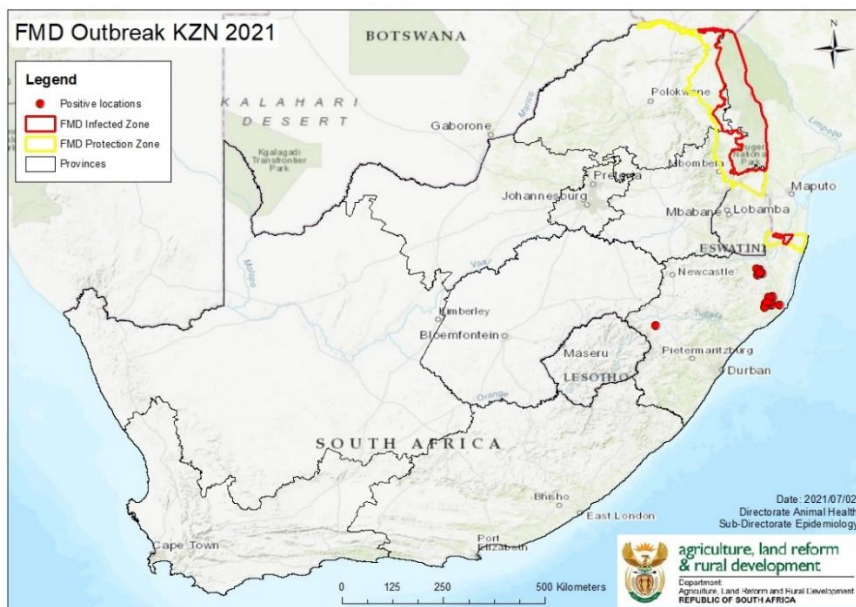 FMD Outbreak KZN 2021
BOTSWANA
N
Legend
Positive locations
FMD Infected Zone
FMD Protection Zone
Provinces
KALAHARI
DESERT
Kgalagadi
Transfrontier
Park
Gaborone
Marico
Polokwane
Limpopo
National
Park
Mbombela
Pretoria
Johannesburg
Maputo
Mbabane
Lobamba
ESWATINI
Molopo
Vaal
Newcastle
Kimberley
Bloemfontein
Tugela
Maseru
LESOTHO
Pietermaritzburg
Durban
Orange
SOUTH AFRICA
Bhisho
East London
Port
Elizabeth
Cape Town
0 125 250 500 Kilometers
Date: 2021/07/02
Directorate Animal Health
Sub-Directorate Epidemiology
agriculture, land reform
& rural development
Department:
Agriculture, Land Reform and Rural Development
REPUBLIC OF SOUTH AFRICA